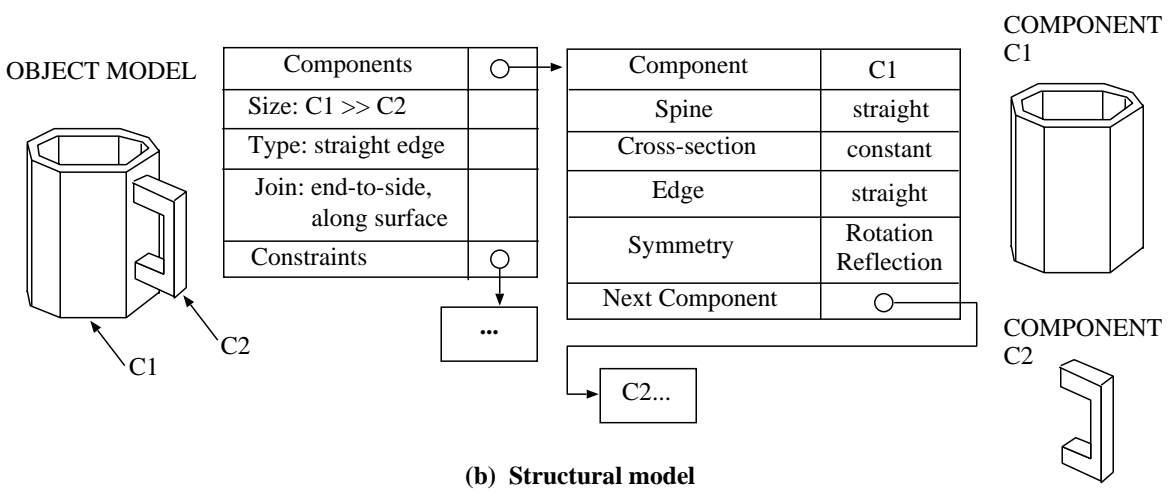 OBJECT MODEL
C1
C2
Components
Size: C1 >> C2
Type: straight edge
Join: end-to-side,
along surface
Constraints
...
Component C1
Spine straight
Cross-section constant
Edge straight
Symmetry Rotation
Reflection
Next Component
C2...
COMPONENT
C1
COMPONENT
C2
(b) Structural model